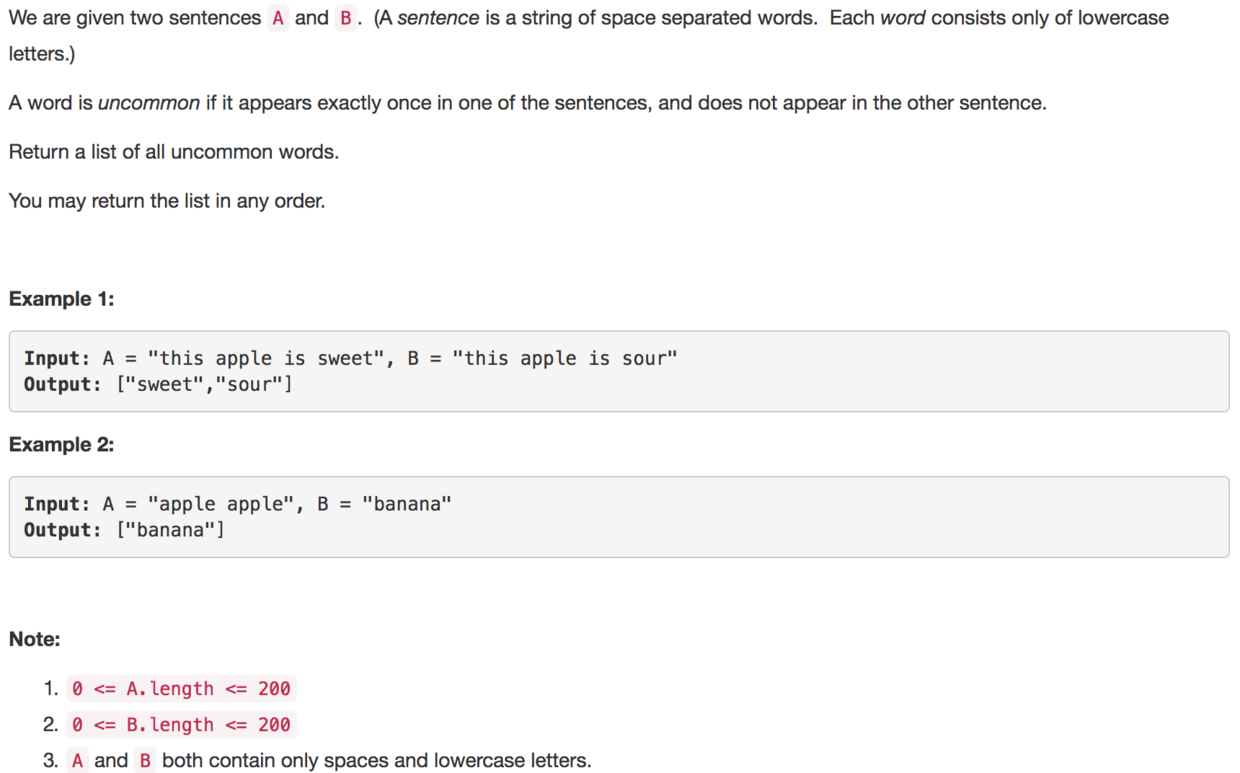 We are given two sentences A and B. (A sentence is a string of space separated words. Each word consists only of lowercase
letters.)
A word is uncommon if it appears exactly once in one of the sentences, and does not appear in the other sentence.
Return a list of all uncommon words.
You may return the list in any order.
Example 1:
Input: A = "this apple is sweet", B = "this apple is sour"
Output: ["sweet","sour"]
Example 2:
Input: A = "apple apple", B = "banana"
Output: ["banana"]
Note:
1. 0 <= A.length <= 200
2. 0 <= B.length <= 200
3. A and B both contain only spaces and lowercase letters.